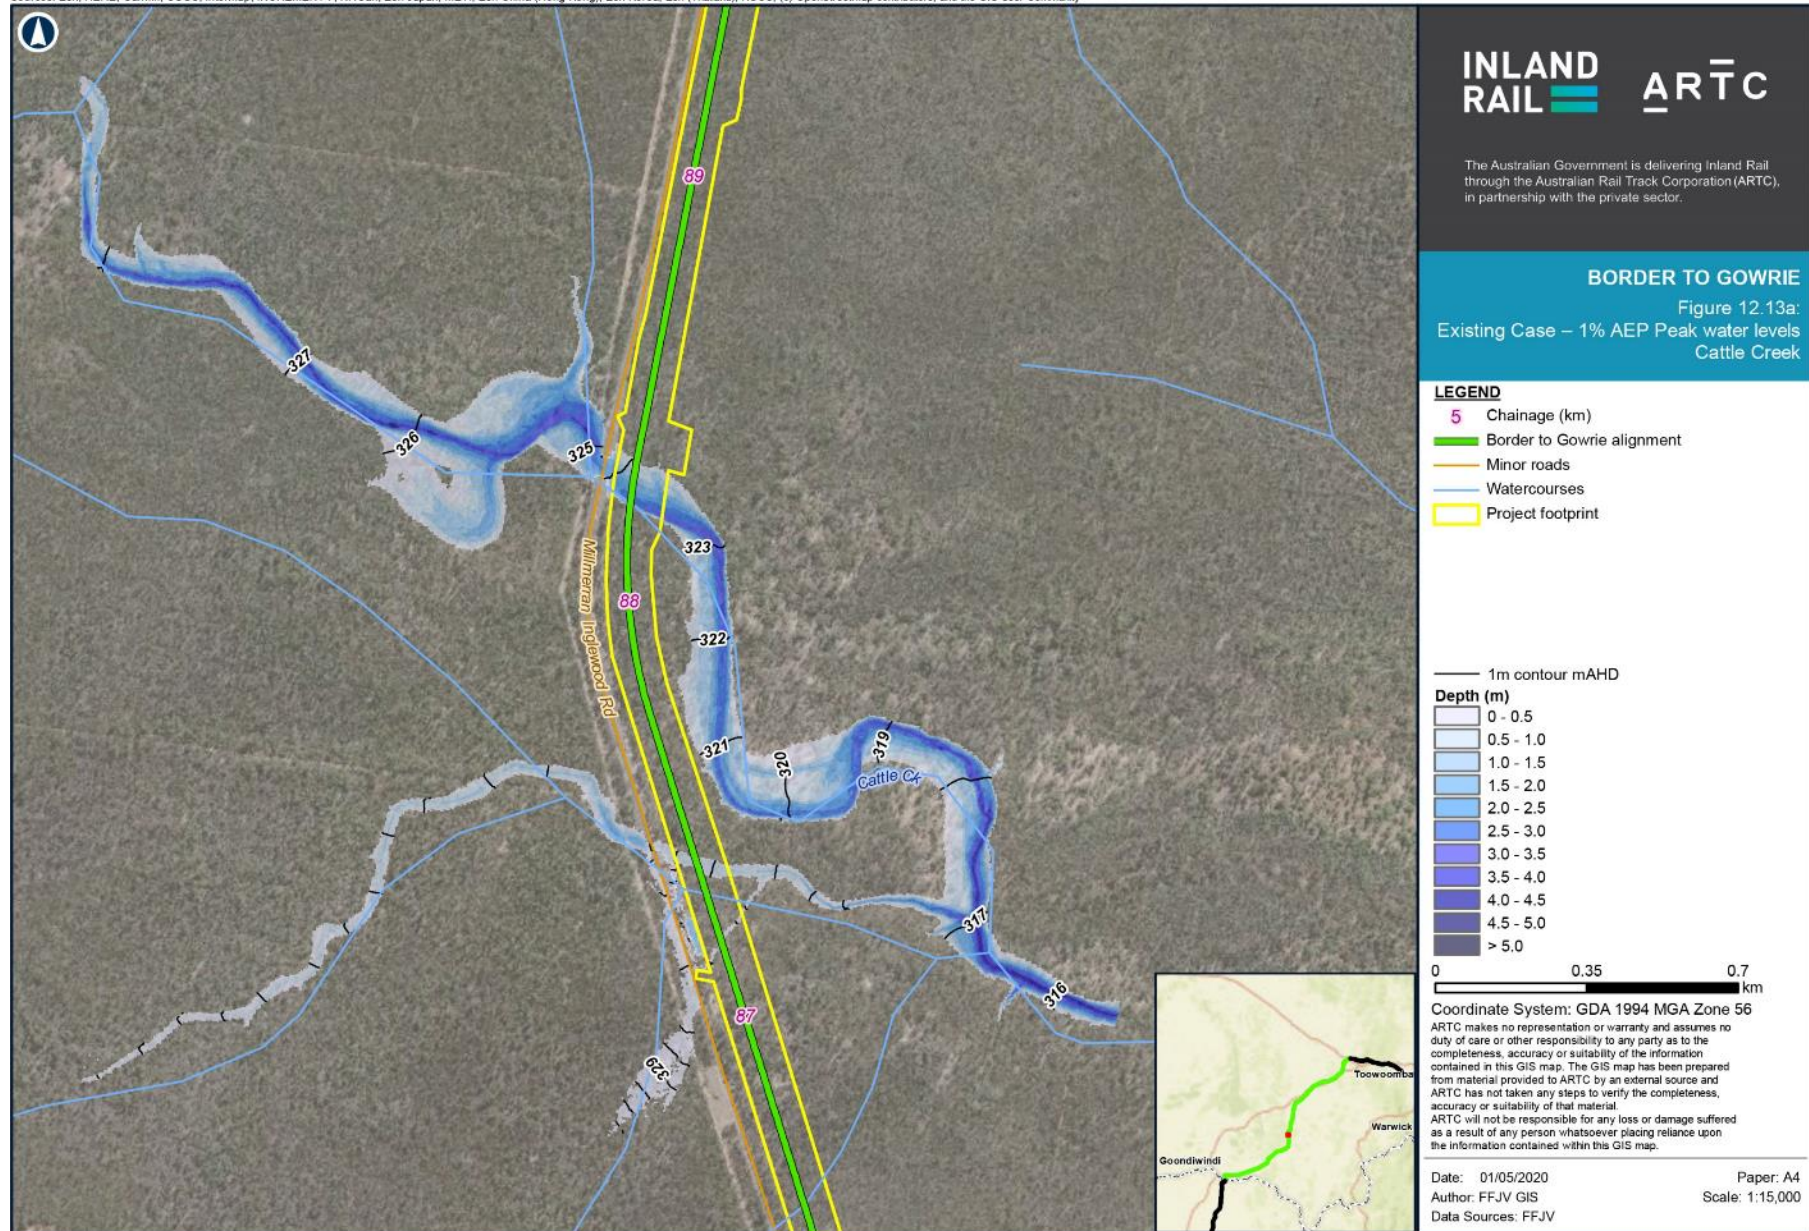 INLAND
RAIL
ARTC
The Australian Government is delivering Inland Rail
through the Australian Rail Track Corporation (ARTC),
in partnership with the private sector.
BORDER TO GOWRIE
Figure 12.13a:
Existing Case – 1% AEP Peak water levels
Cattle Creek
LEGEND
5 Chainage (km)
Border to Gowrie alignment
Minor roads
Watercourses
Project footprint
1m contour mAHD
Depth (m)
0 - 0.5
0.5 - 1.0
1.0 - 1.5
1.5 - 2.0
2.0 - 2.5
2.5 - 3.0
3.0 - 3.5
3.5 - 4.0
4.0 - 4.5
4.5 - 5.0
> 5.0
0 0.35 0.7
km
Coordinate System: GDA 1994 MGA Zone 56
ARTC makes no representation or warranty and assumes no
duty of care or other responsibility to any party as to the
completeness, accuracy or suitability of the information
contained in this GIS map. The GIS map has been prepared
from material provided to ARTC by an external source and
ARTC has not taken any steps to verify the completeness,
accuracy or suitability of that material.
ARTC will not be responsible for any loss or damage suffered
as a result of any person whatsoever placing reliance upon
the information contained within this GIS map.
Date: 01/05/2020 Paper: A4
Author: FFJV GIS Scale: 1:15,000
Data Sources: FFJV
89
327
326
325
323
88
322
Millmerran Inglewood Rd
321
320
319
Cattle Ck
317
316
87
329
Toowoomba
Warwick
Goondiwindi